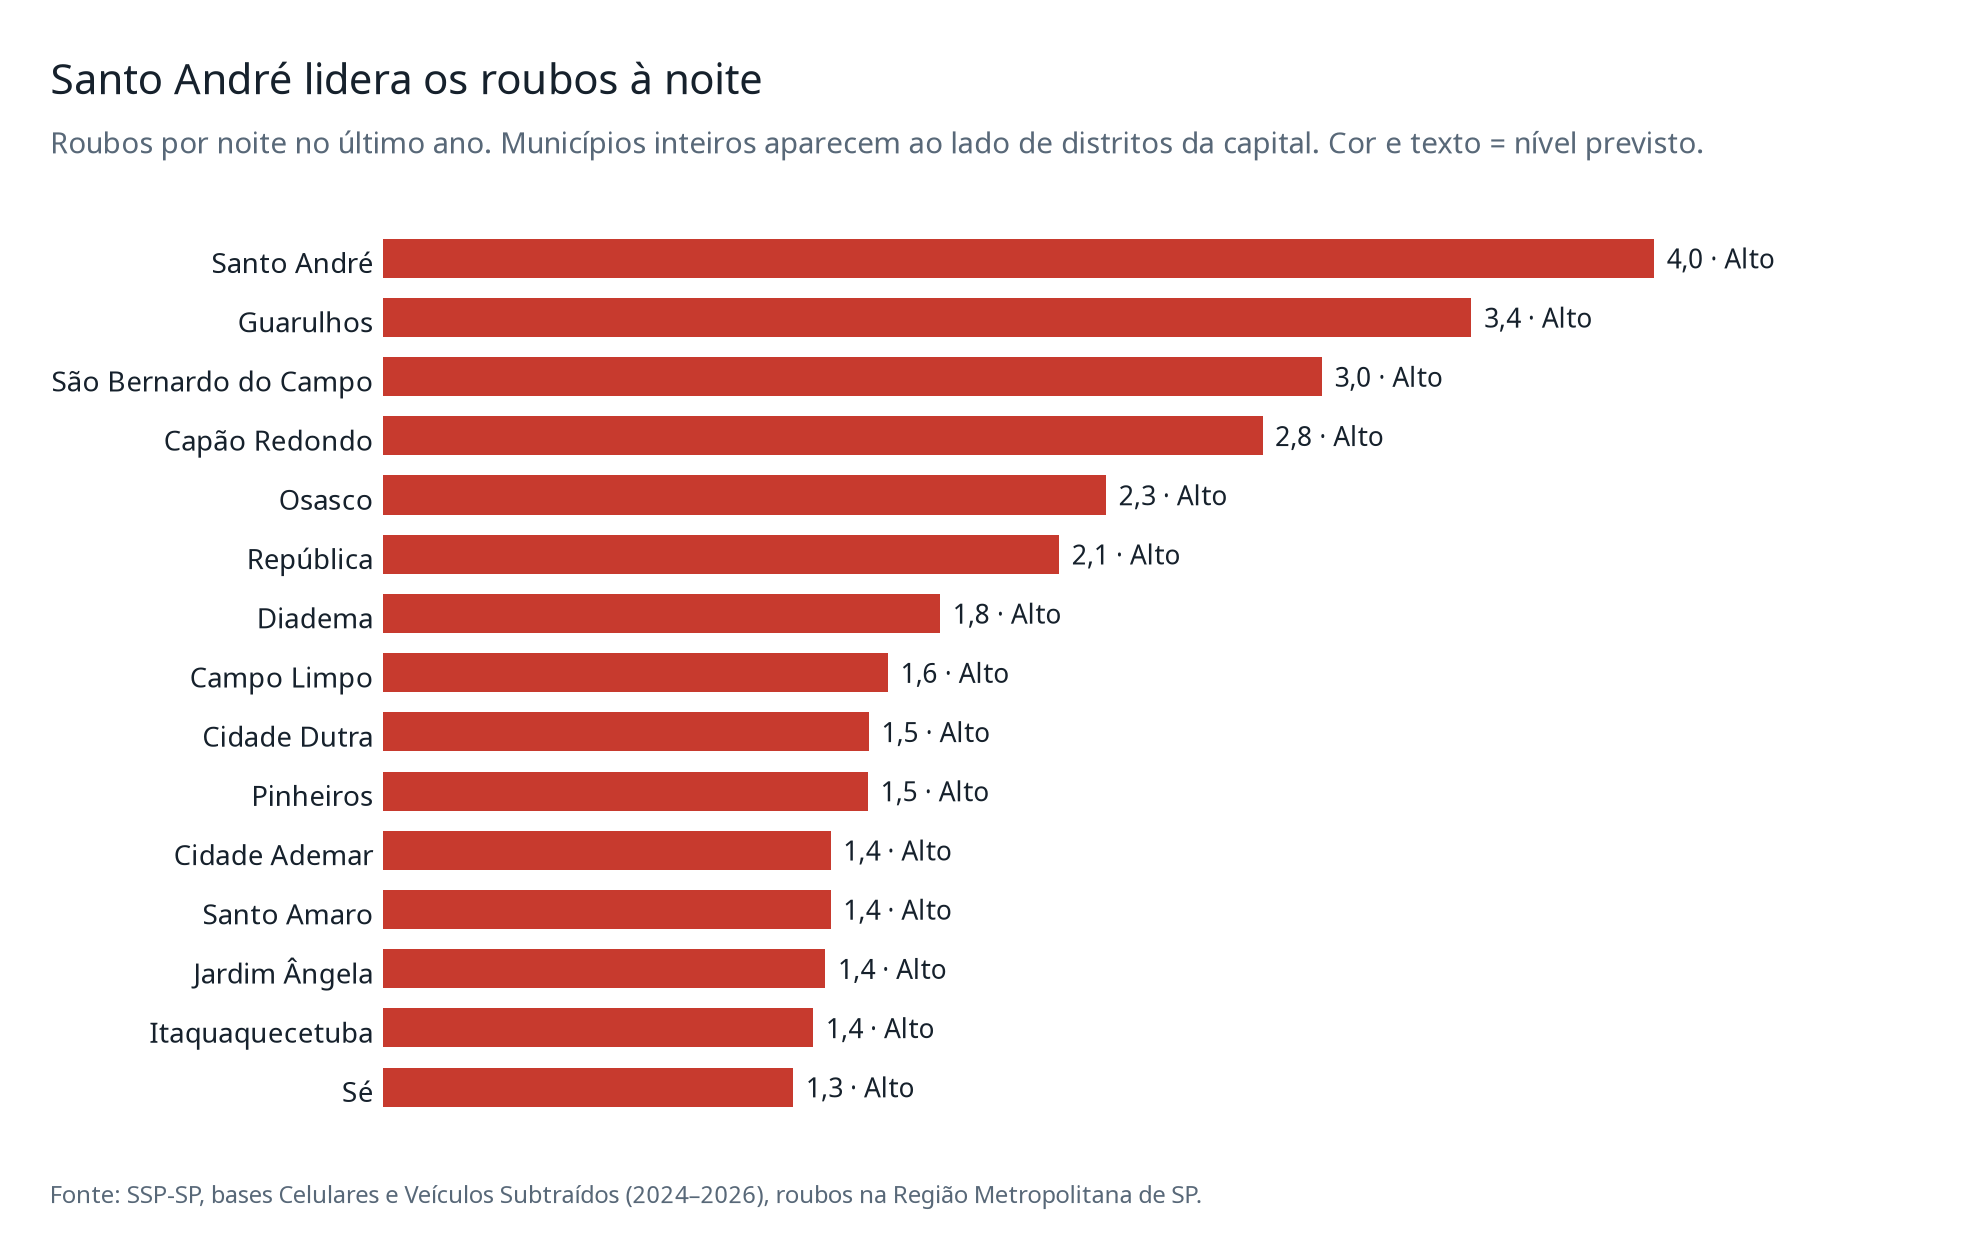 Santo André lidera os roubos à noite
Roubos por noite no último ano. Municípios inteiros aparecem ao lado de distritos da capital. Cor e texto = nível previsto.
Santo André 4,0 · Alto
Guarulhos 3,4 · Alto
São Bernardo do Campo 3,0 · Alto
Capão Redondo 2,8 · Alto
Osasco 2,3 · Alto
República 2,1 · Alto
Diadema 1,8 · Alto
Campo Limpo 1,6 · Alto
Cidade Dutra 1,5 · Alto
Pinheiros 1,5 · Alto
Cidade Ademar 1,4 · Alto
Santo Amaro 1,4 · Alto
Jardim Ângela 1,4 · Alto
Itaquaquecetuba 1,4 · Alto
Sé 1,3 · Alto
Fonte: SSP-SP, bases Celulares e Veículos Subtraídos (2024–2026), roubos na Região Metropolitana de SP.